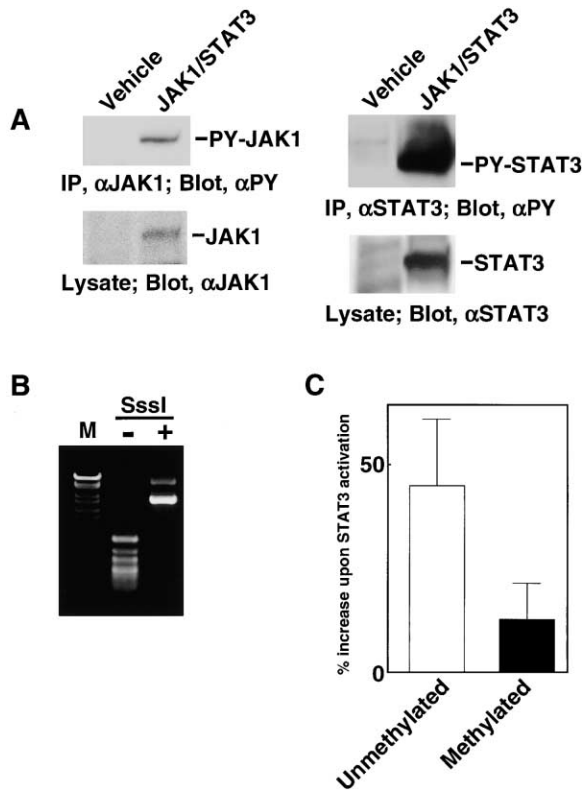 A
Vehicle
JAK1/STAT3
–PY-JAK1
IP, αJAK1; Blot, αPY
–JAK1
Lysate; Blot, αJAK1
Vehicle
JAK1/STAT3
–PY-STAT3
IP, αSTAT3; Blot, αPY
–STAT3
Lysate; Blot, αSTAT3
B
SssI
M - +
C
% increase upon STAT3 activation
50
0
Unmethylated
Methylated